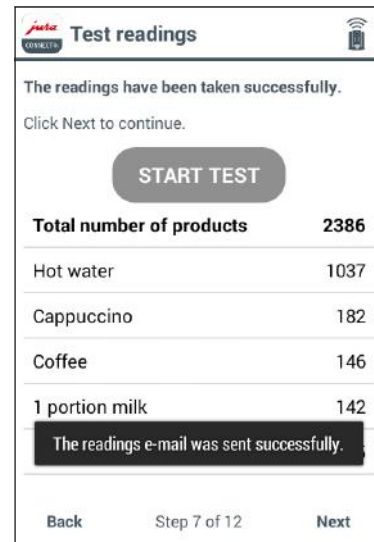 jura
CONNECT
Test readings
The readings have been taken successfully.
Click Next to continue.
START TEST
Total number of products 2386
Hot water 1037
Cappuccino 182
Coffee 146
1 portion milk 142
The readings e-mail was sent successfully.
Back Step 7 of 12 Next